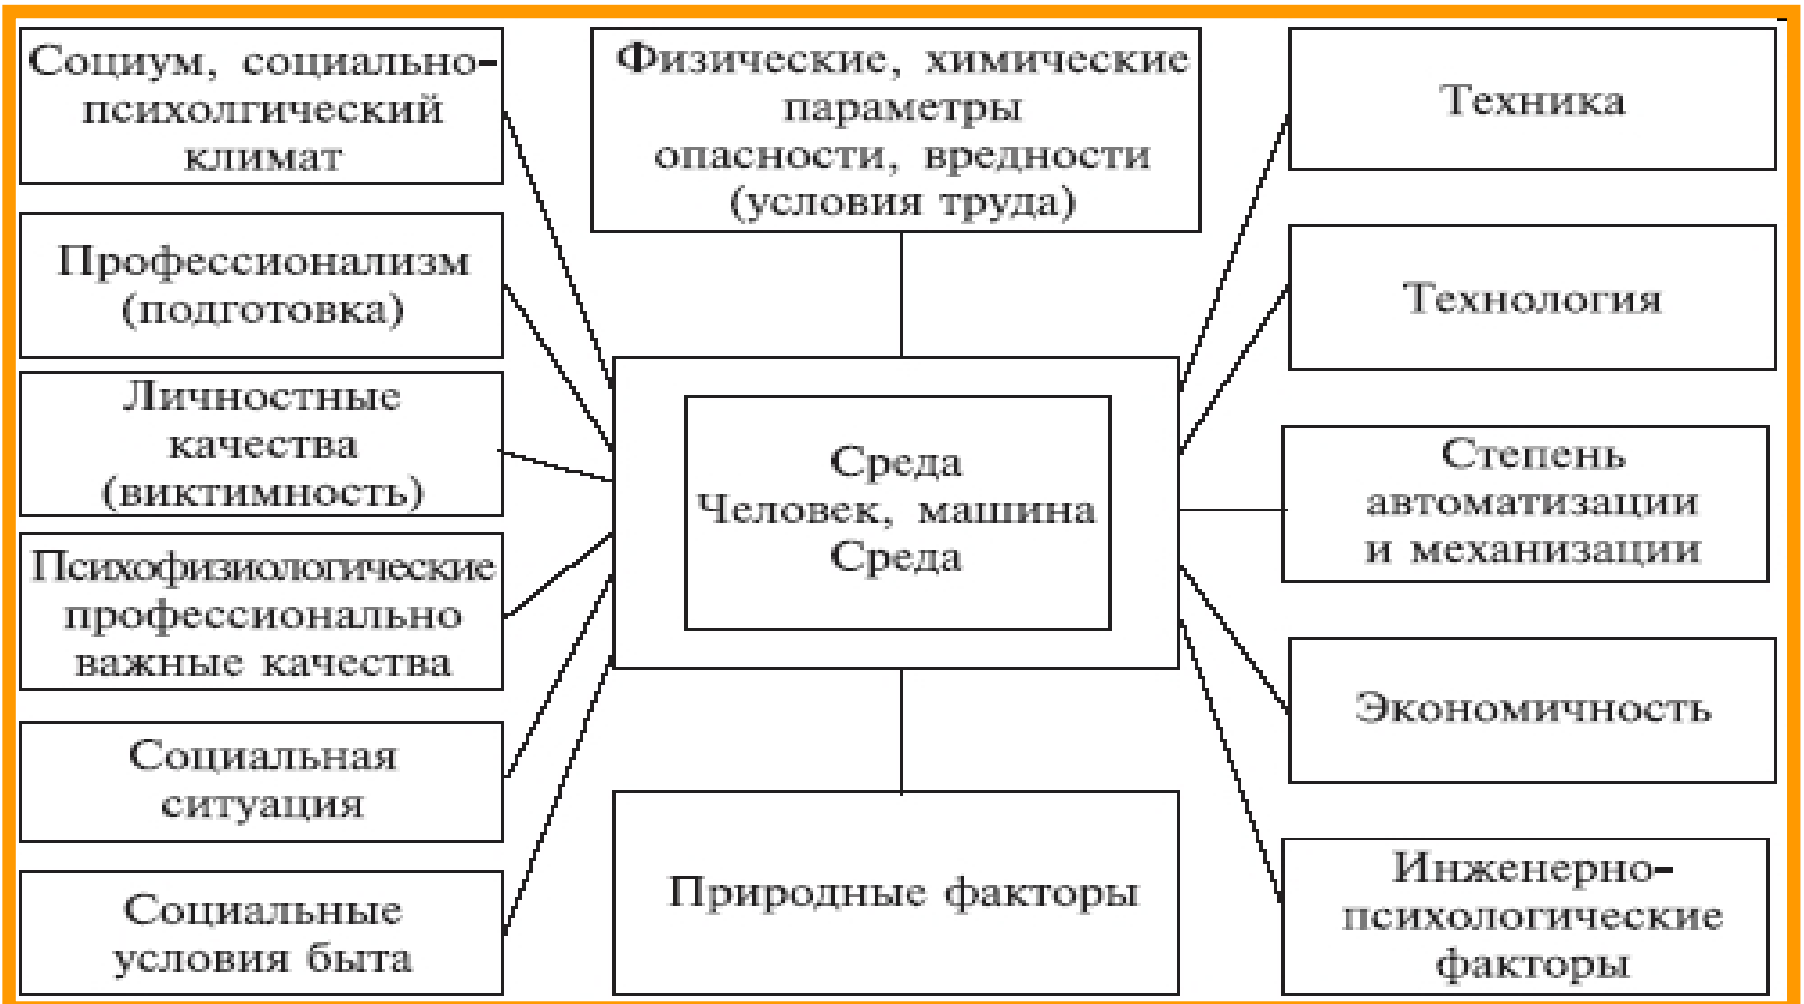 Социум, социально-
психолгический
климат
Профессионализм
(подготовка)
Личностные
качества
(виктимность)
Психофизиологические
профессионально
важные качества
Социальная
ситуация
Социальные
условия быта
Физические, химические
параметры
опасности, вредности
(условия труда)
Среда
Человек, машина
Среда
Природные факторы
Техника
Технология
Степень
автоматизации
и механизации
Экономичность
Инженерно-
психологические
факторы